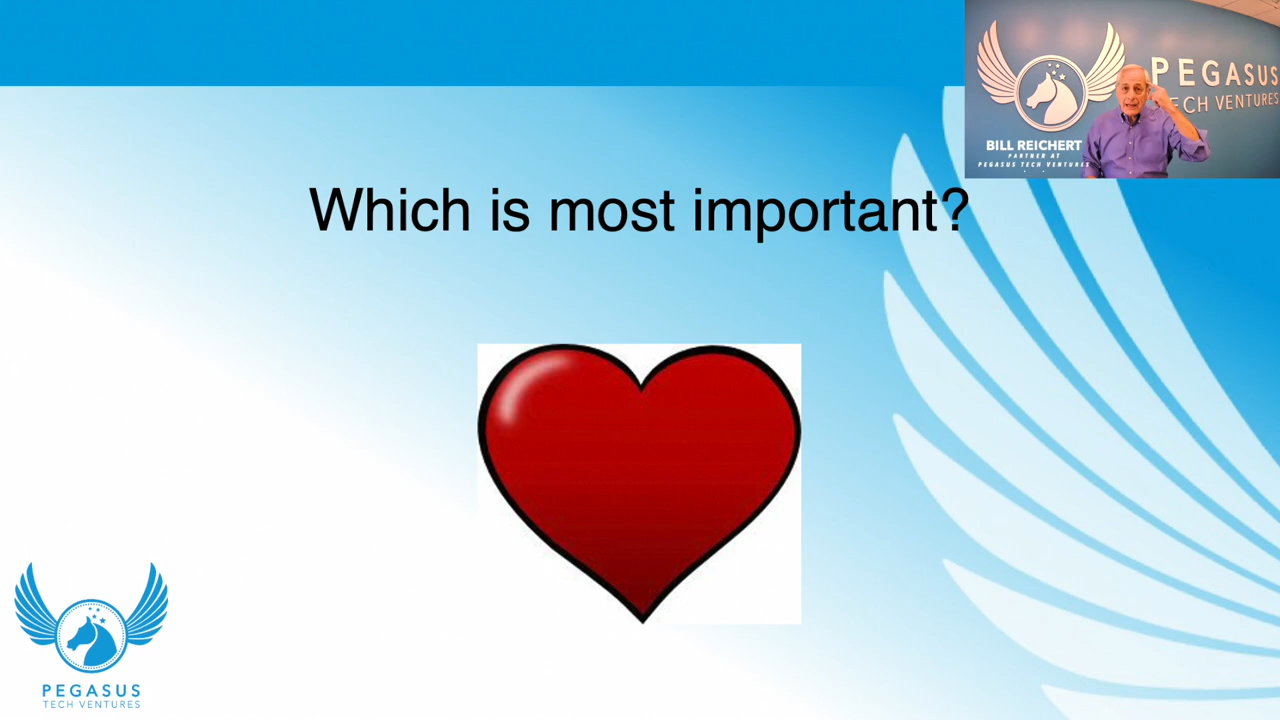 PEGASUS
TECH VENTURES
BILL REICHERT
PARTNER AT
PEGASUS TECH VENTURES
Which is most important?
PEGASUS
TECH VENTURES